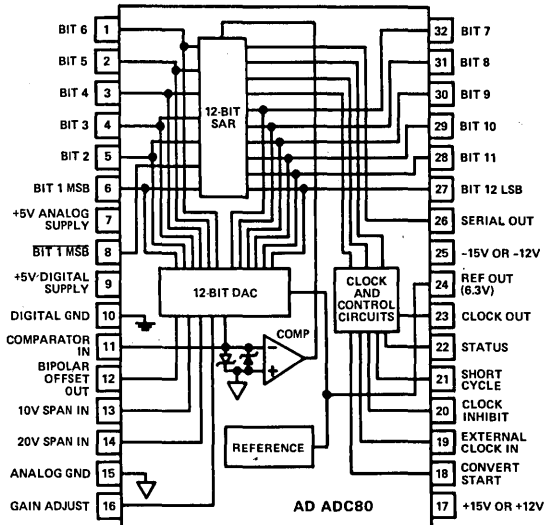 BIT 6 1
BIT 5 2
BIT 4 3
BIT 3 4
BIT 2 5
BIT 1 MSB 6
+5V ANALOG
SUPPLY 7
BIT 1 MSB 8
+5V DIGITAL
SUPPLY 9
DIGITAL GND 10
COMPARATOR
IN 11
BIPOLAR
OFFSET
OUT 12
10V SPAN IN 13
20V SPAN IN 14
ANALOG GND 15
GAIN ADJUST 16
12-BIT
SAR
12-BIT DAC
COMP
–
+
REFERENCE
CLOCK
AND
CONTROL
CIRCUITS
AD ADC80
32 BIT 7
31 BIT 8
30 BIT 9
29 BIT 10
28 BIT 11
27 BIT 12 LSB
26 SERIAL OUT
25 –15V OR –12V
24 REF OUT
(6.3V)
23 CLOCK OUT
22 STATUS
21 SHORT
CYCLE
20 CLOCK
INHIBIT
19 EXTERNAL
CLOCK IN
18 CONVERT
START
17 +15V OR +12V